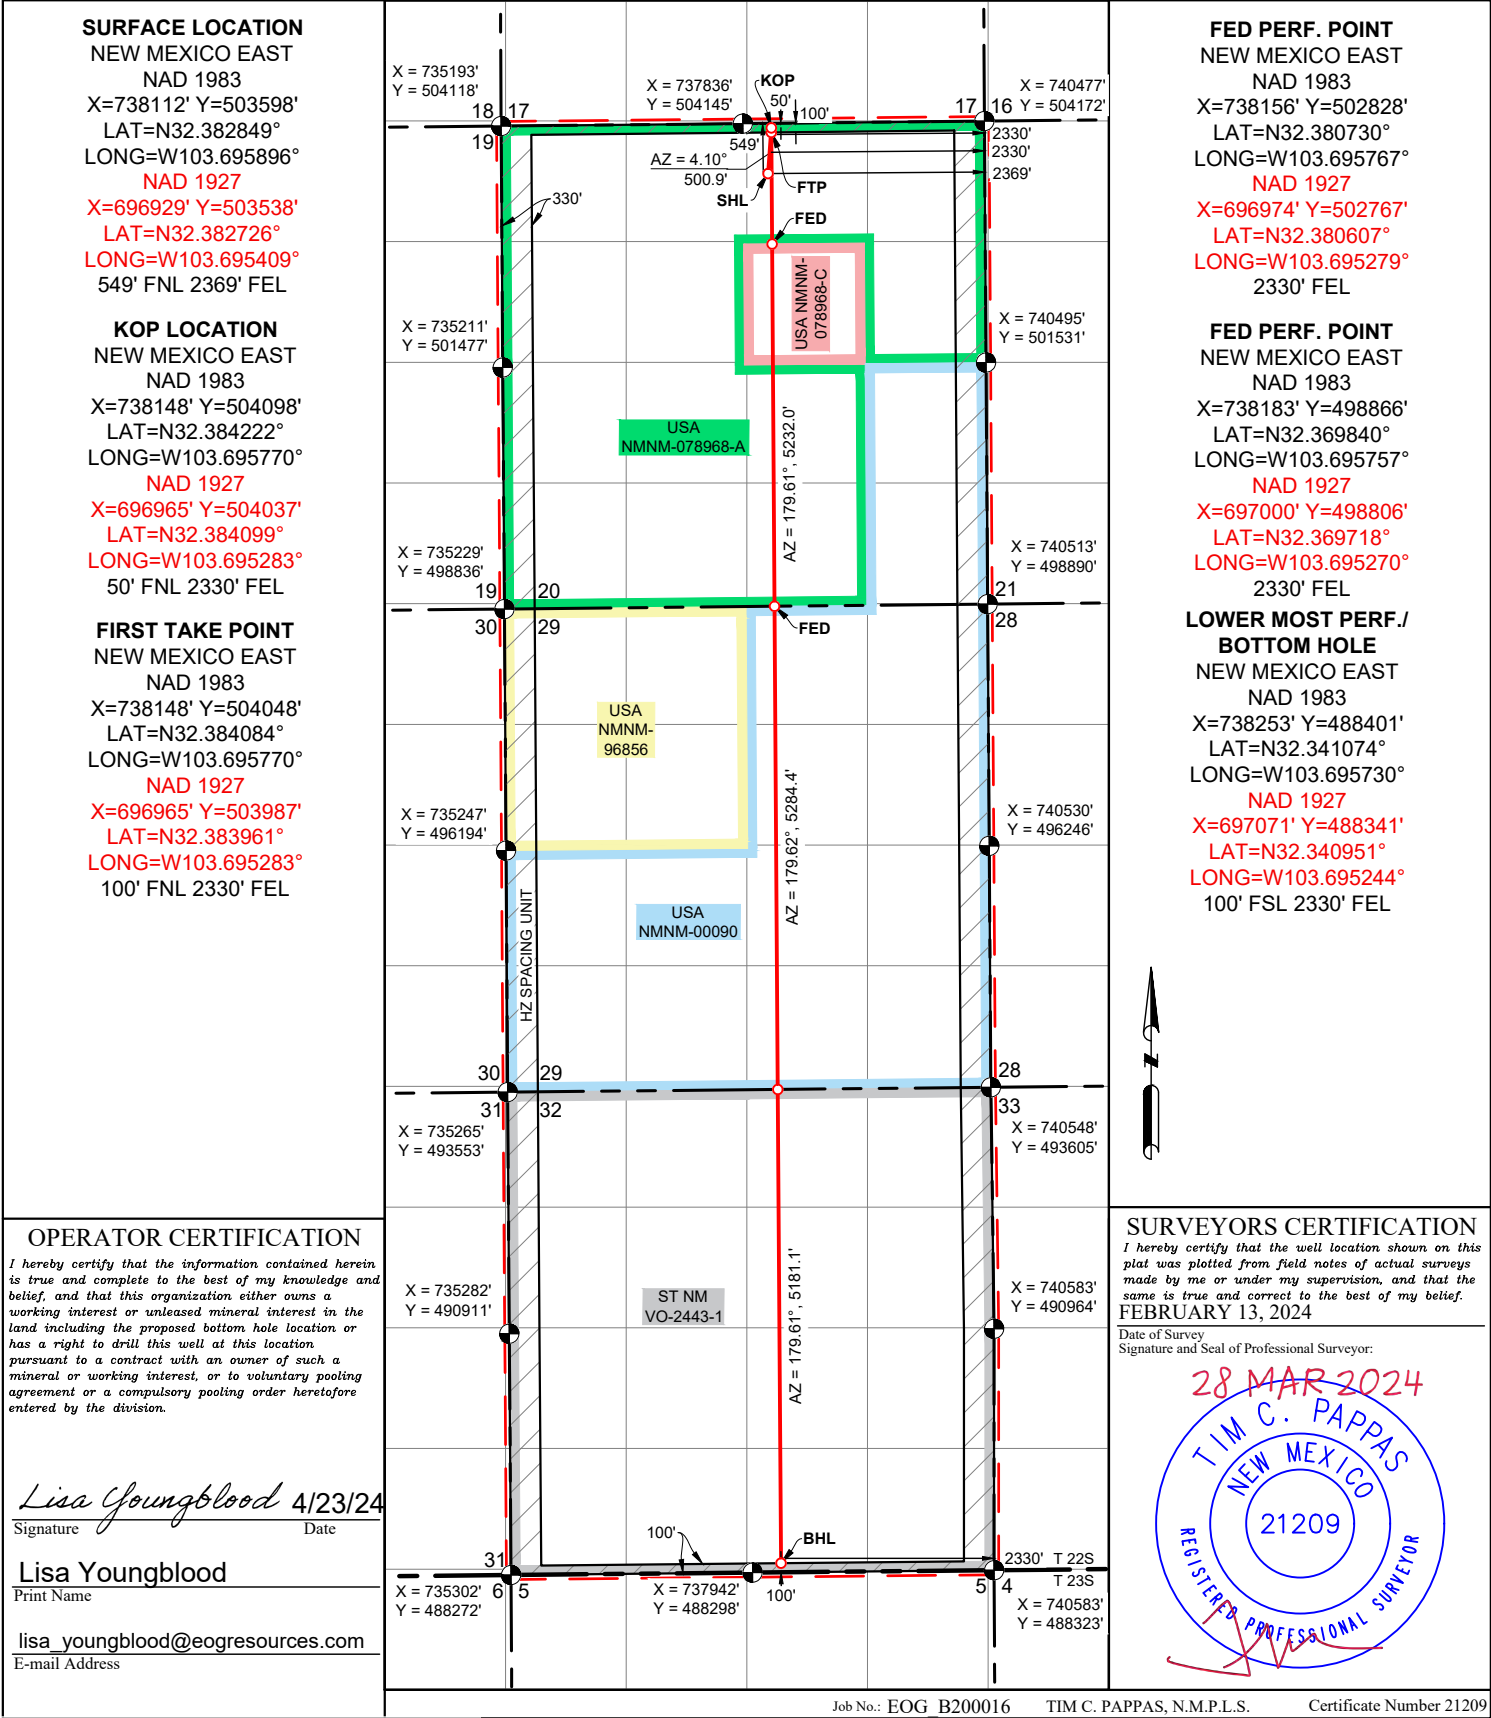 SURFACE LOCATION
NEW MEXICO EAST
NAD 1983
X=738112' Y=503598'
LAT=N32.382849°
LONG=W103.695896°
NAD 1927
X=696929' Y=503538'
LAT=N32.382726°
LONG=W103.695409°
549' FNL 2369' FEL
KOP LOCATION
NEW MEXICO EAST
NAD 1983
X=738148' Y=504098'
LAT=N32.384222°
LONG=W103.695770°
NAD 1927
X=696965' Y=504037'
LAT=N32.384099°
LONG=W103.695283°
50' FNL 2330' FEL
FIRST TAKE POINT
NEW MEXICO EAST
NAD 1983
X=738148' Y=504048'
LAT=N32.384084°
LONG=W103.695770°
NAD 1927
X=696965' Y=503987'
LAT=N32.383961°
LONG=W103.695283°
100' FNL 2330' FEL
OPERATOR CERTIFICATION
I hereby certify that the information contained herein
is true and complete to the best of my knowledge and
belief, and that this organization either owns a
working interest or unleased mineral interest in the
land including the proposed bottom hole location or
has a right to drill this well at this location
pursuant to a contract with an owner of such a
mineral or working interest, or to voluntary pooling
agreement or a compulsory pooling order heretofore
entered by the division.
Lisa Youngblood 4/23/24
Signature Date
Lisa Youngblood
Print Name
lisa_youngblood@eogresources.com
E-mail Address
X = 735193'
Y = 504118'
X = 737836'
Y = 504145'
KOP
50'
100'
X = 740477'
Y = 504172'
18 17
19
17 16
549'
2330'
AZ = 4.10°
500.9'
2330'
2369'
FTP
SHL
330'
FED
USA NMNM-
078968-C
X = 735211'
Y = 501477'
X = 740495'
Y = 501531'
USA
NMNM-078968-A
AZ = 179.61°, 5232.0'
X = 735229'
Y = 498836'
X = 740513'
Y = 498890'
19 20
30 29
21
28
FED
USA
NMNM-
96856
AZ = 179.62°, 5284.4'
X = 735247'
Y = 496194'
X = 740530'
Y = 496246'
USA
NMNM-00090
HZ SPACING UNIT
30 29
31 32
28
33
X = 735265'
Y = 493553'
X = 740548'
Y = 493605'
AZ = 179.61°, 5181.1'
X = 735282'
Y = 490911'
X = 740583'
Y = 490964'
ST NM
VO-2443-1
100'
BHL
31
6 5
2330' T 22S
5 4 T 23S
100'
X = 735302'
Y = 488272'
X = 737942'
Y = 488298'
X = 740583'
Y = 488323'
FED PERF. POINT
NEW MEXICO EAST
NAD 1983
X=738156' Y=502828'
LAT=N32.380730°
LONG=W103.695767°
NAD 1927
X=696974' Y=502767'
LAT=N32.380607°
LONG=W103.695279°
2330' FEL
FED PERF. POINT
NEW MEXICO EAST
NAD 1983
X=738183' Y=498866'
LAT=N32.369840°
LONG=W103.695757°
NAD 1927
X=697000' Y=498806'
LAT=N32.369718°
LONG=W103.695270°
2330' FEL
LOWER MOST PERF./
BOTTOM HOLE
NEW MEXICO EAST
NAD 1983
X=738253' Y=488401'
LAT=N32.341074°
LONG=W103.695730°
NAD 1927
X=697071' Y=488341'
LAT=N32.340951°
LONG=W103.695244°
100' FSL 2330' FEL
N
SURVEYORS CERTIFICATION
I hereby certify that the well location shown on this
plat was plotted from field notes of actual surveys
made by me or under my supervision, and that the
same is true and correct to the best of my belief.
FEBRUARY 13, 2024
Date of Survey
Signature and Seal of Professional Surveyor:
28 MAR 2024
TIM C. PAPPAS
NEW MEXICO
21209
REGISTERED PROFESSIONAL SURVEYOR
Job No.: EOG_B200016 TIM C. PAPPAS, N.M.P.L.S. Certificate Number 21209